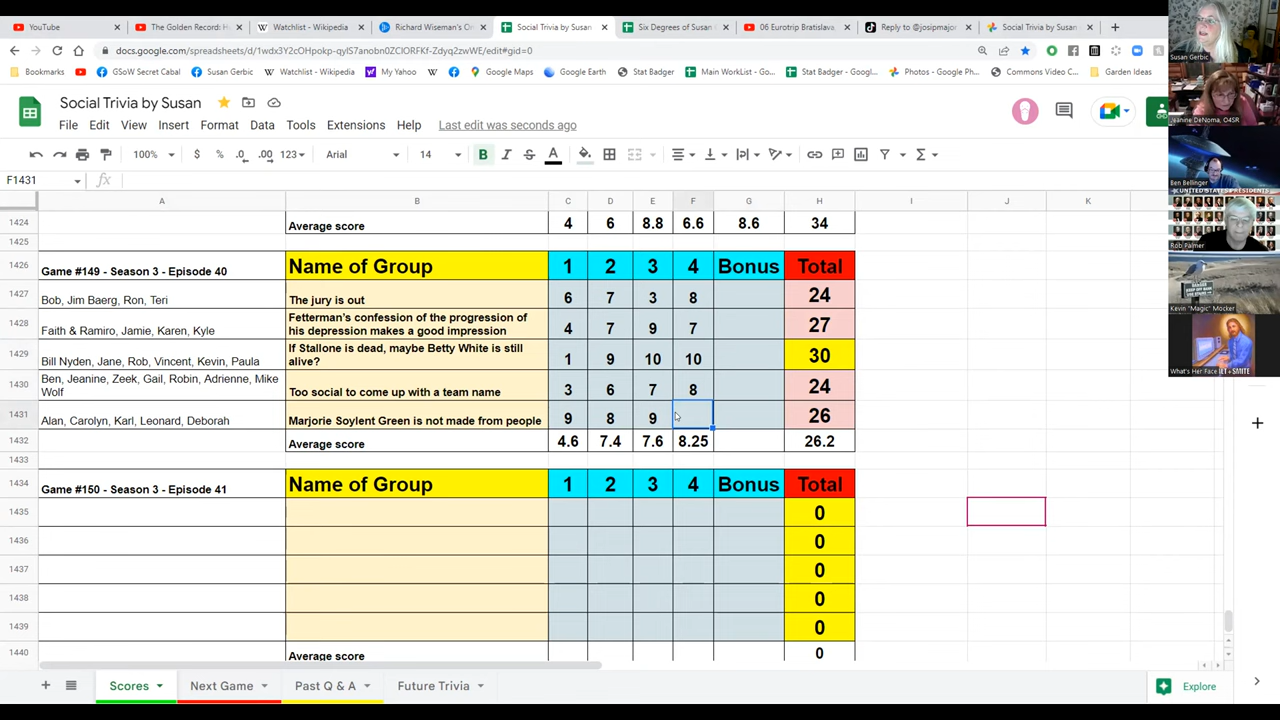 YouTube
The Golden Record: H
Watchlist - Wikipedia
Richard Wiseman's O
Social Trivia by Susan
Six Degrees of Susan
06 Eurotrip Bratislava,
Reply to @josipmajor
Social Trivia by Susan
docs.google.com/spreadsheets/d/1wdx3Y2cOHpokp-qylS7anobn0ZClORFKf-Zdyq2zwWE/edit#gid=0
Bookmarks
GSoW Secret Cabal
Susan Gerbic
Watchlist - Wikipe...
My Yahoo
Google Maps
Google Earth
Stat Badger
Main WorkList - Go...
Stat Badger - Goo...
Photos - Google Ph...
Commons Video C...
Garden Ideas
Social Trivia by Susan
File Edit View Insert Format Data Tools Extensions Help Last edit was seconds ago
100% $ % .0 .00 123 Arial 14 B I S A
F1431 fx
A B C D E F G H I J K
1424 Average score 4 6 8.8 6.6 8.6 34
1425
1426 Game #149 - Season 3 - Episode 40 Name of Group 1 2 3 4 Bonus Total
1427 Bob, Jim Baerg, Ron, Teri The jury is out 6 7 3 8 24
1428 Faith & Ramiro, Jamie, Karen, Kyle Fetterman's confession of the progression of
his depression makes a good impression 4 7 9 7 27
1429 Bill Nyden, Jane, Rob, Vincent, Kevin, Paula If Stallone is dead, maybe Betty White is still
alive? 1 9 10 10 30
1430 Ben, Jeanine, Zeek, Gail, Robin, Adrienne, Mike
Wolf Too social to come up with a team name 3 6 7 8 24
1431 Alan, Carolyn, Karl, Leonard, Deborah Marjorie Soylent Green is not made from people 9 8 9 26
1432 Average score 4.6 7.4 7.6 8.25 26.2
1433
1434 Game #150 - Season 3 - Episode 41 Name of Group 1 2 3 4 Bonus Total
1435 0
1436 0
1437 0
1438 0
1439 0
1440 Average score 0
Scores Next Game Past Q & A Future Trivia Explore
Susan Gerbic
Jeanine DeNoma, O4SR
Ben Bellinger
UNITED STATES PRESIDENTS
Rob Palmer
Kevin "Magic" Mocker
What's Her Face (LT+SMITE